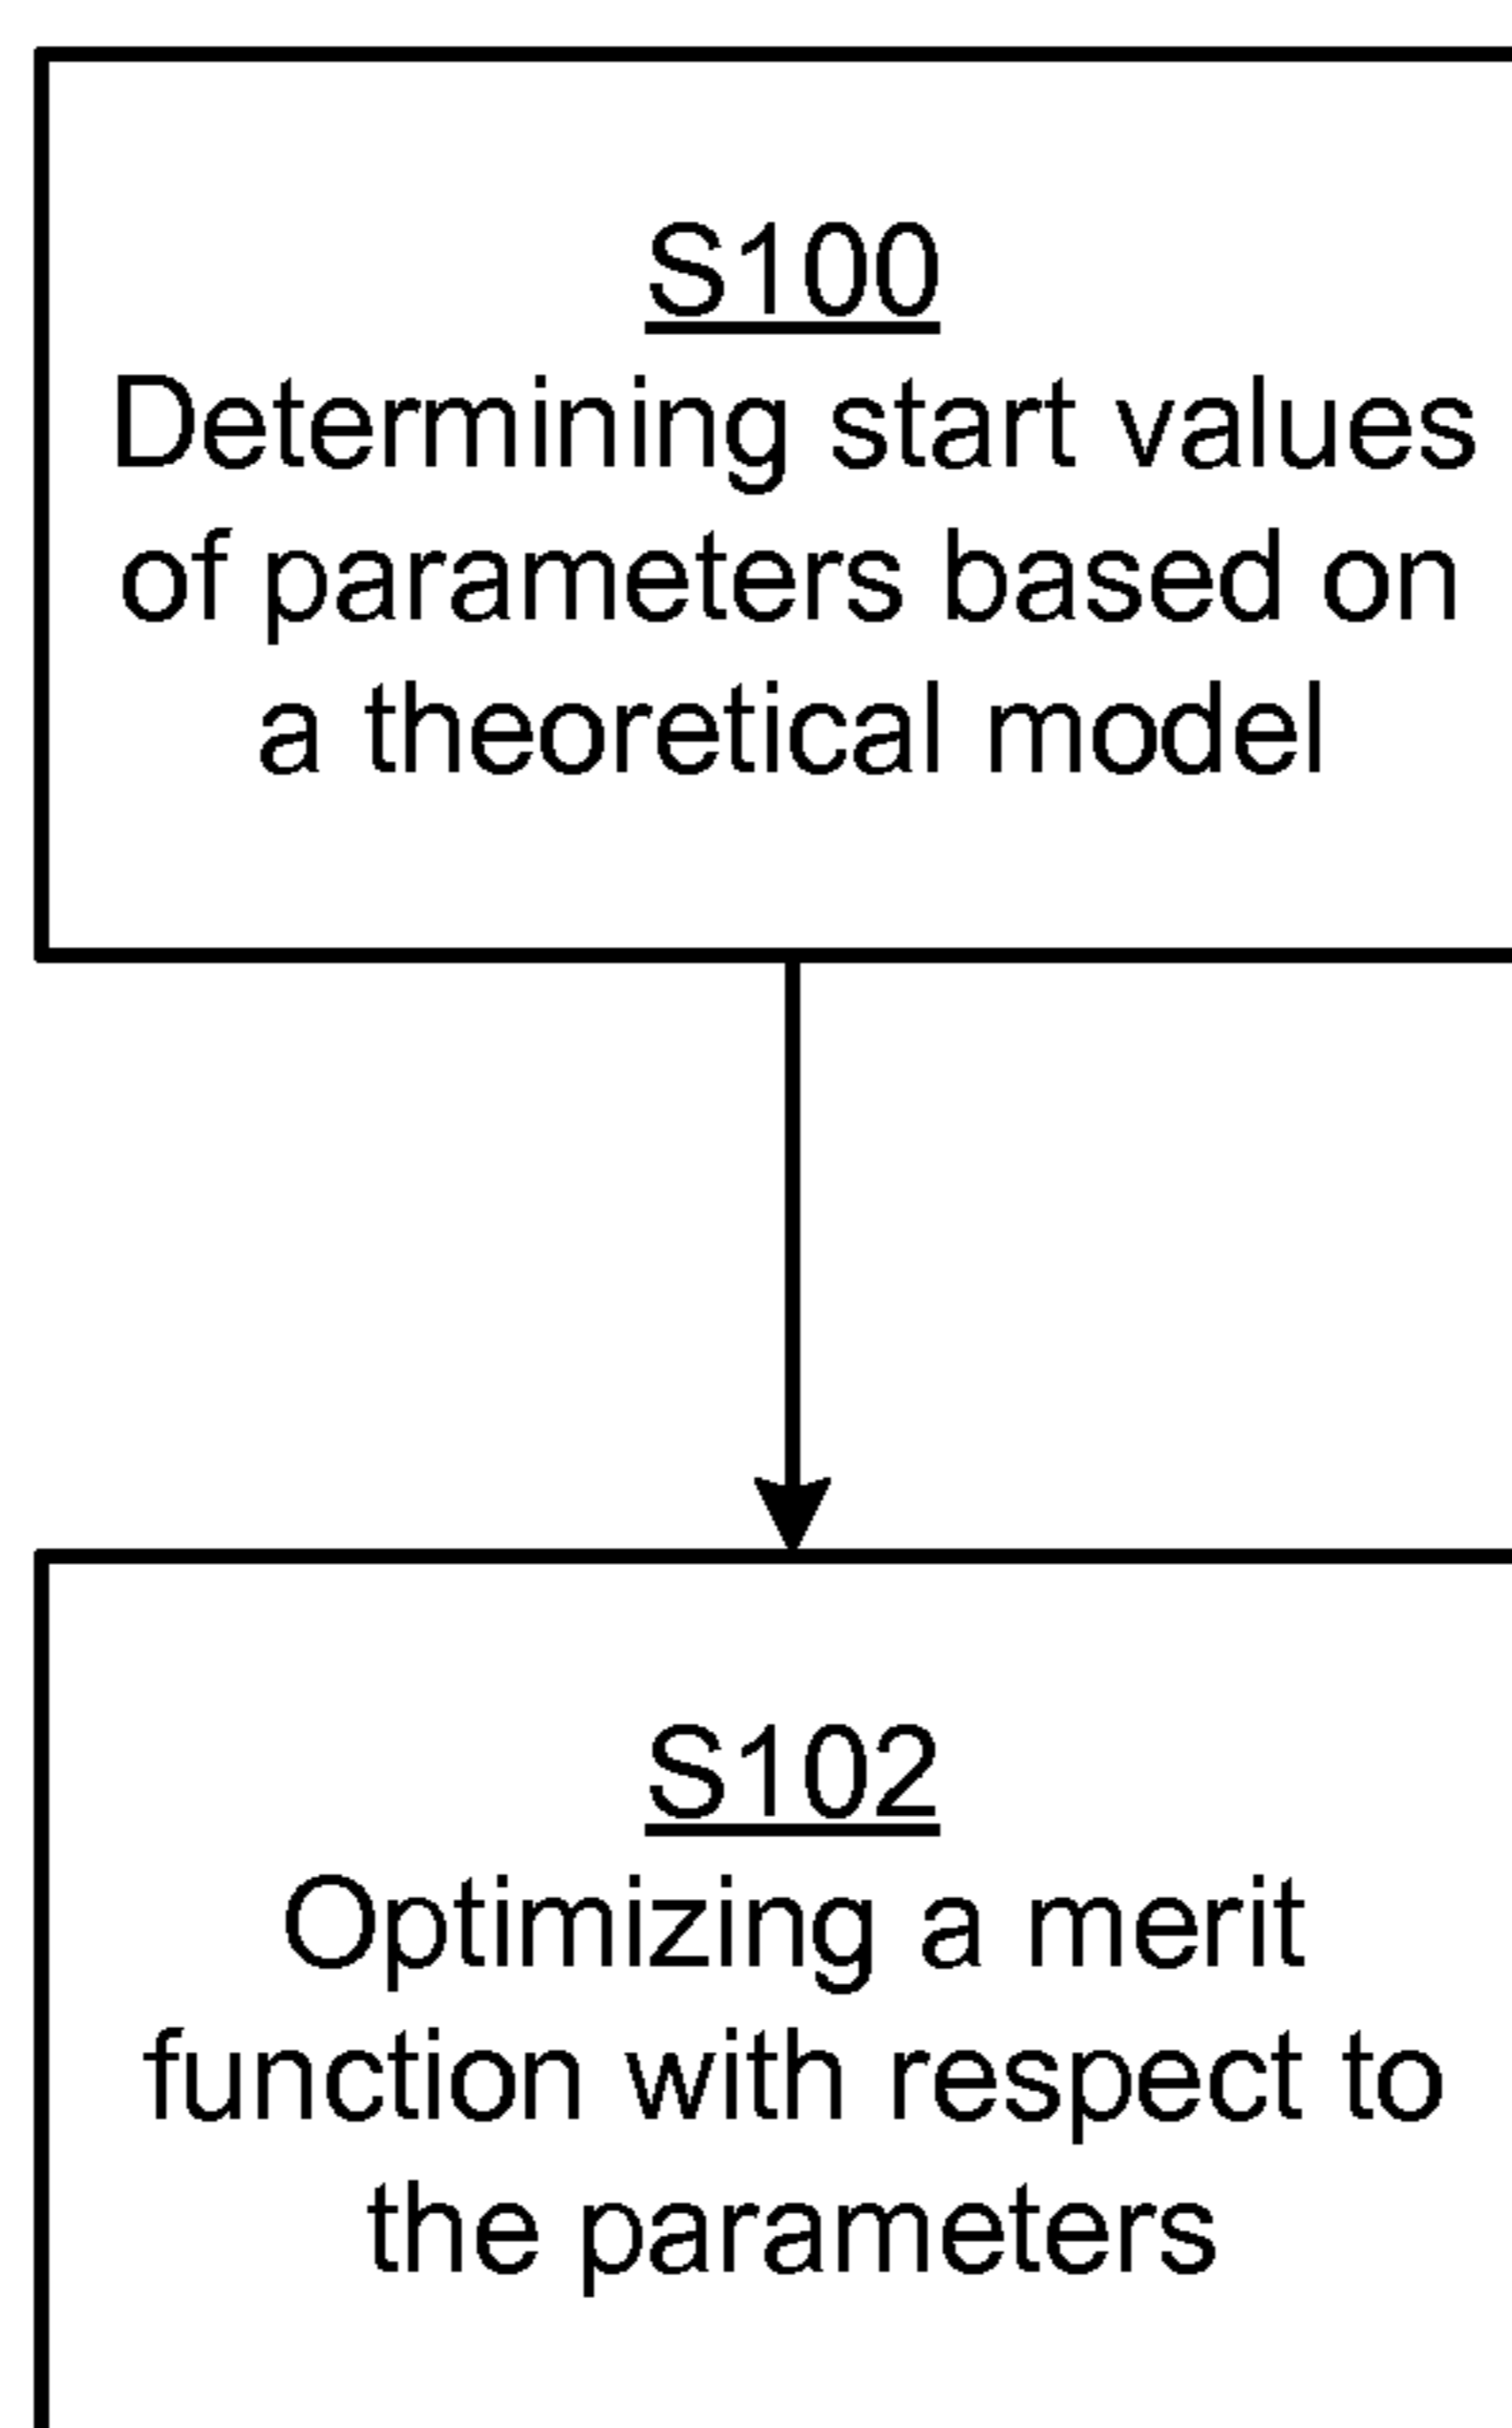 S100
Determining start values
of parameters based on
a theoretical model
S102
Optimizing a merit
function with respect to
the parameters